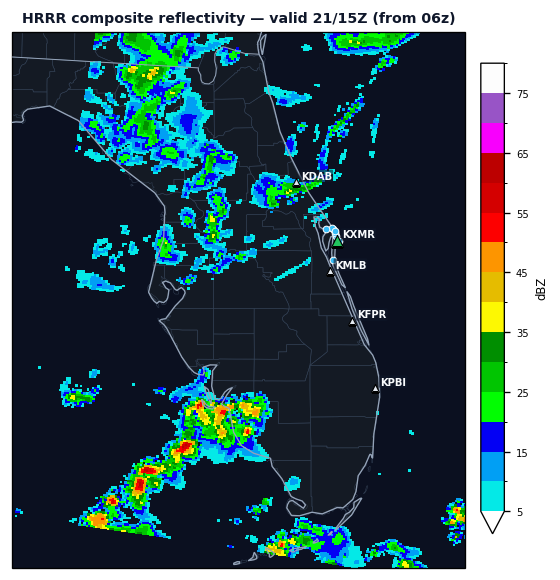 HRRR composite reflectivity — valid 21/15Z (from 06z)
KDAB
KXMR
KMLB
KFPR
KPBI
75
65
55
45
35
25
15
5
dBZ